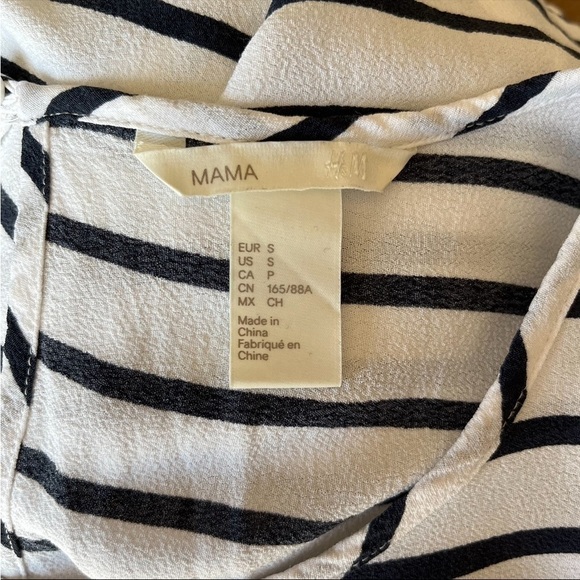 MAMA H&M
EUR S
US S
CA P
CN 165/88A
MX CH
Made in
China
Fabriqué en
Chine